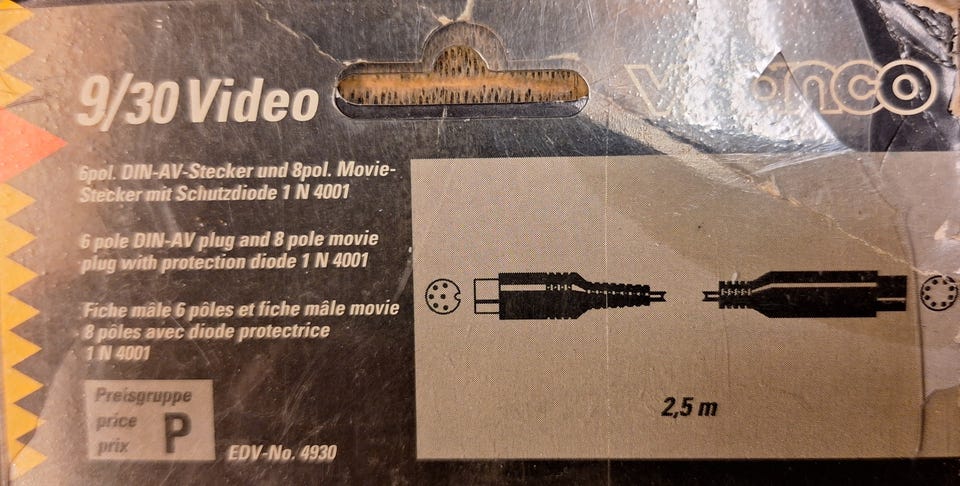 9/30 Video
6pol. DIN-AV-Stecker und 8pol. Movie-
Stecker mit Schutzdiode 1 N 4001
6 pole DIN-AV plug and 8 pole movie
plug with protection diode 1 N 4001
Fiche mâle 6 pôles et fiche mâle movie
8 pôles avec diode protectrice
1 N 4001
Preisgruppe
price
prix
P
EDV-No. 4930
2,5 m